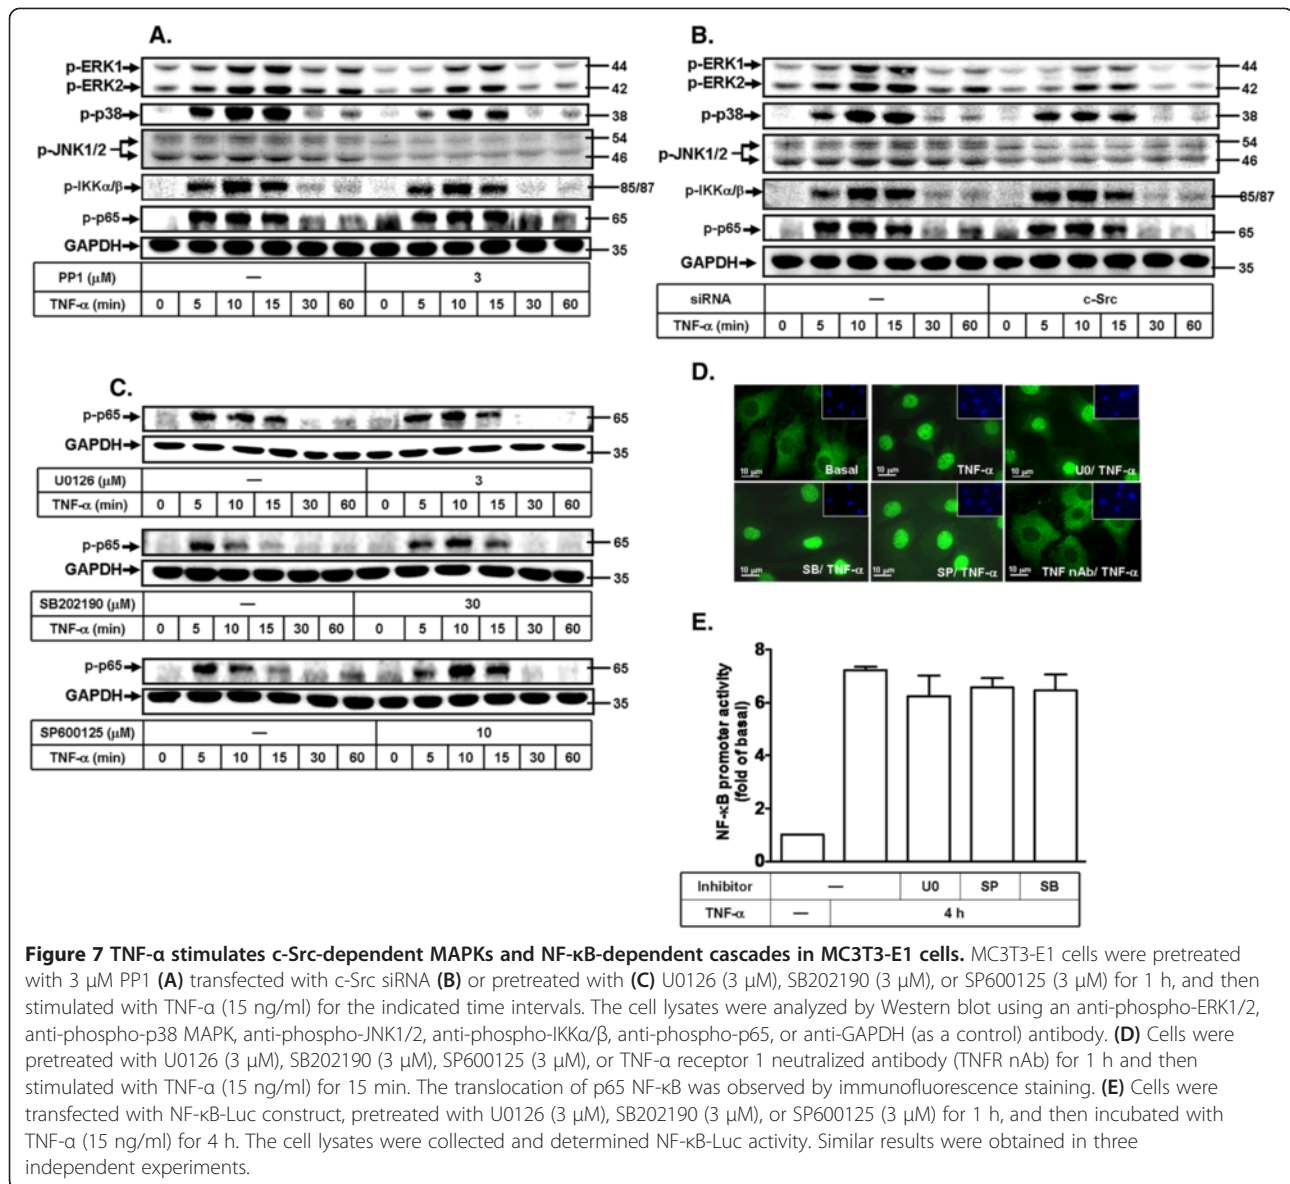 A.
p-ERK1
44
p-ERK2
42
p-p38
38
p-JNK1/2
54
46
p-IKKα/β
85/87
p-p65
65
GAPDH
35
PP1 (μM) — 3
TNF-α (min) 0 5 10 15 30 60 0 5 10 15 30 60
B.
p-ERK1
44
p-ERK2
42
p-p38
38
p-JNK1/2
54
46
p-IKKα/β
85/87
p-p65
65
GAPDH
35
siRNA — c-Src
TNF-α (min) 0 5 10 15 30 60 0 5 10 15 30 60
C.
p-p65
65
GAPDH
35
U0126 (μM) — 3
TNF-α (min) 0 5 10 15 30 60 0 5 10 15 30 60
p-p65
65
GAPDH
35
SB202190 (μM) — 30
TNF-α (min) 0 5 10 15 30 60 0 5 10 15 30 60
p-p65
65
GAPDH
35
SP600125 (μM) — 10
TNF-α (min) 0 5 10 15 30 60 0 5 10 15 30 60
D.
10 μm Basal
10 μm TNF-α
10 μm U0/ TNF-α
10 μm SB/ TNF-α
10 μm SP/ TNF-α
10 μm TNF nAb/ TNF-α
E.
NF-κB promoter activity
(fold of basal)
8
6
4
2
0
Inhibitor — U0 SP SB
TNF-α — 4 h
Figure 7 TNF-α stimulates c-Src-dependent MAPKs and NF-κB-dependent cascades in MC3T3-E1 cells. MC3T3-E1 cells were pretreated
with 3 μM PP1 (A) transfected with c-Src siRNA (B) or pretreated with (C) U0126 (3 μM), SB202190 (3 μM), or SP600125 (3 μM) for 1 h, and then
stimulated with TNF-α (15 ng/ml) for the indicated time intervals. The cell lysates were analyzed by Western blot using an anti-phospho-ERK1/2,
anti-phospho-p38 MAPK, anti-phospho-JNK1/2, anti-phospho-IKKα/β, anti-phospho-p65, or anti-GAPDH (as a control) antibody. (D) Cells were
pretreated with U0126 (3 μM), SB202190 (3 μM), SP600125 (3 μM), or TNF-α receptor 1 neutralized antibody (TNFR nAb) for 1 h and then
stimulated with TNF-α (15 ng/ml) for 15 min. The translocation of p65 NF-κB was observed by immunofluorescence staining. (E) Cells were
transfected with NF-κB-Luc construct, pretreated with U0126 (3 μM), SB202190 (3 μM), or SP600125 (3 μM) for 1 h, and then incubated with
TNF-α (15 ng/ml) for 4 h. The cell lysates were collected and determined NF-κB-Luc activity. Similar results were obtained in three
independent experiments.